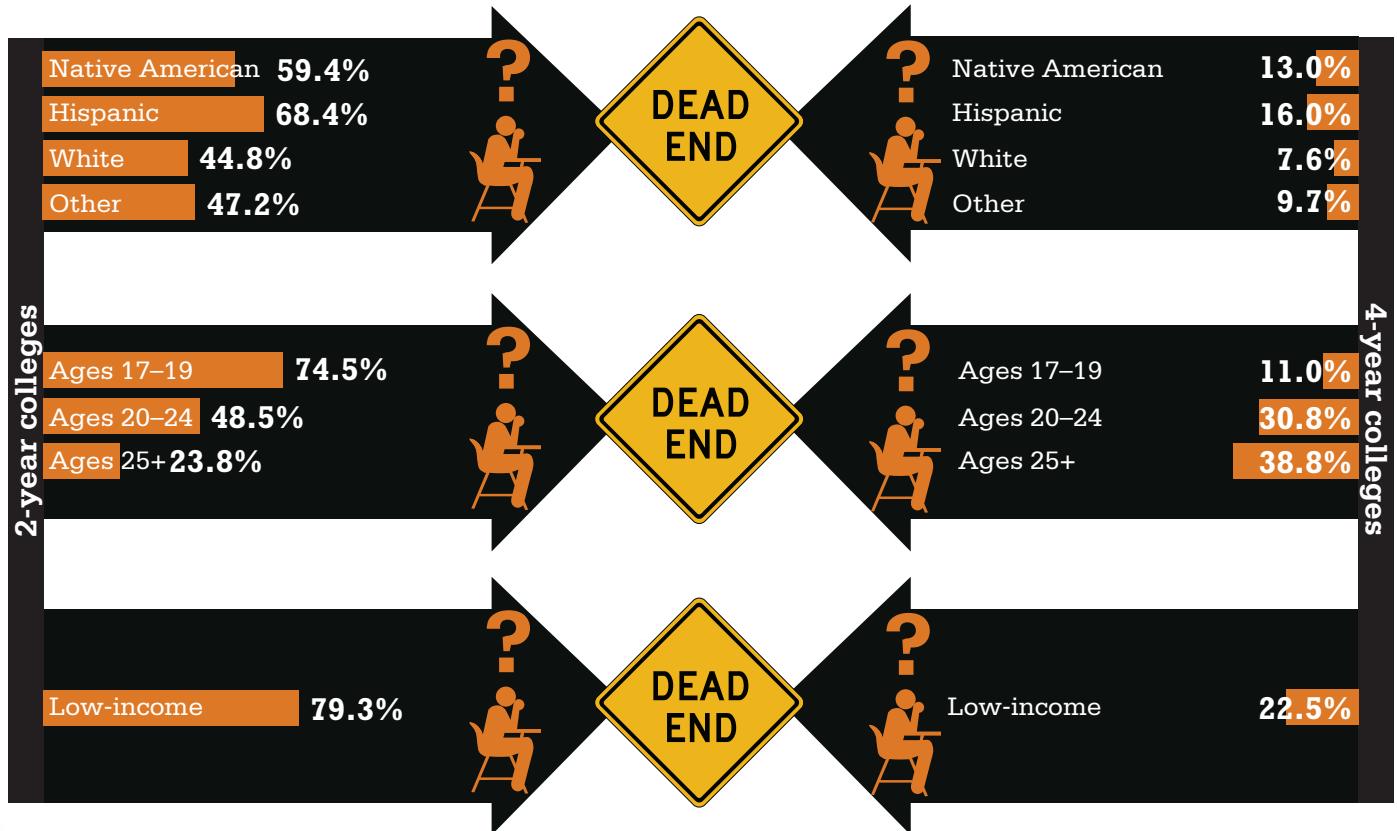 2-year colleges
Native American 59.4%
Hispanic 68.4%
White 44.8%
Other 47.2%
?
DEAD
END
?
Native American 13.0%
Hispanic 16.0%
White 7.6%
Other 9.7%
4-year colleges
Ages 17–19 74.5%
Ages 20–24 48.5%
Ages 25+ 23.8%
?
DEAD
END
?
Ages 17–19 11.0%
Ages 20–24 30.8%
Ages 25+ 38.8%
Low-income 79.3%
?
DEAD
END
?
Low-income 22.5%